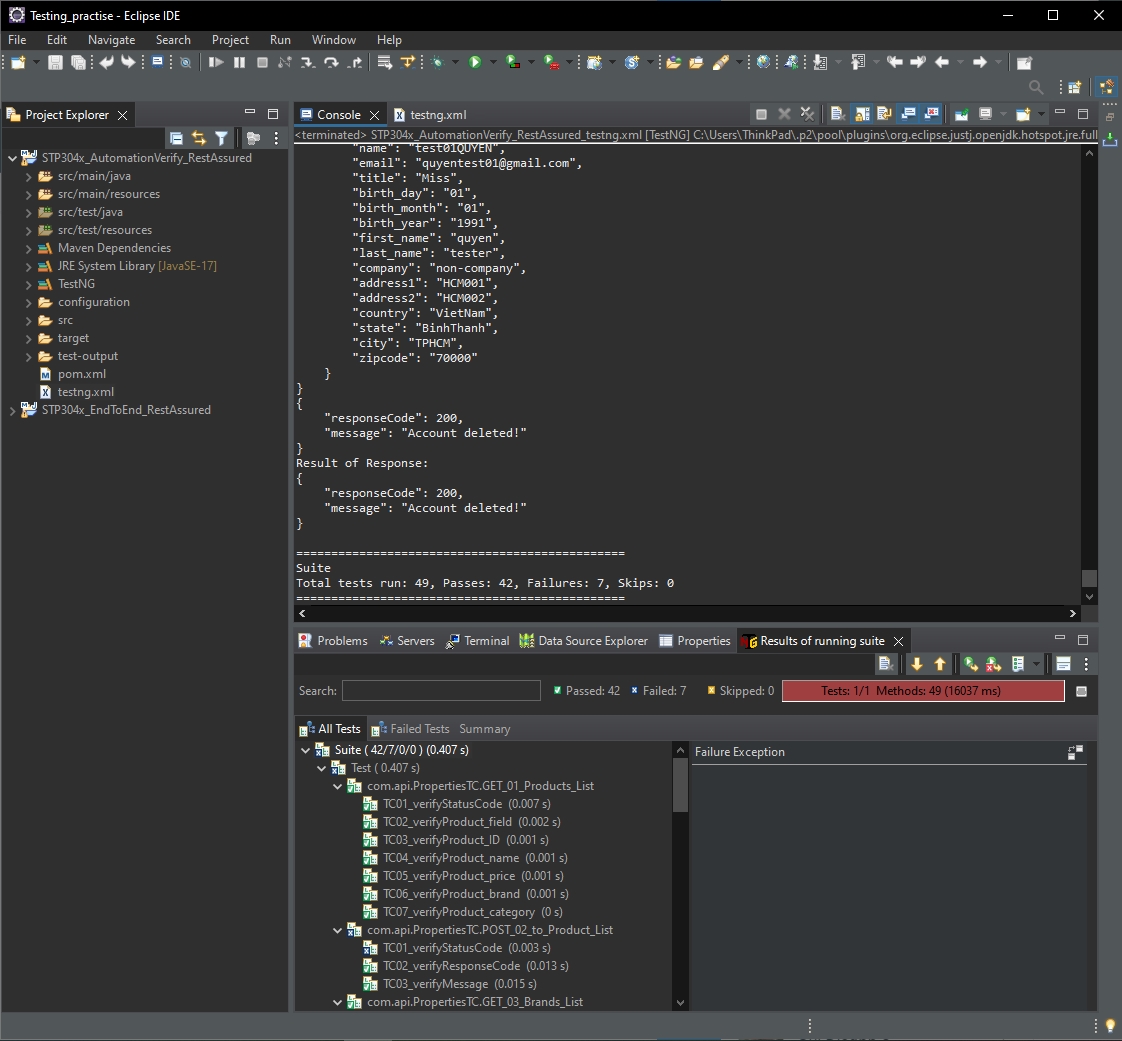 Testing_practise - Eclipse IDE
File Edit Navigate Search Project Run Window Help
Project Explorer
STP304x_AutomationVerify_RestAssured
src/main/java
src/main/resources
src/test/java
src/test/resources
Maven Dependencies
JRE System Library [JavaSE-17]
TestNG
configuration
src
target
test-output
pom.xml
testng.xml
STP304x_EndToEnd_RestAssured
Console testng.xml
<terminated> STP304x_AutomationVerify_RestAssured_testng.xml [TestNG] C:\Users\ThinkPad\.p2\pool\plugins\org.eclipse.justj.openjdk.hotspot.jre.full
"name": "test01QUYEN",
"email": "quyentest01@gmail.com",
"title": "Miss",
"birth_day": "01",
"birth_month": "01",
"birth_year": "1991",
"first_name": "quyen",
"last_name": "tester",
"company": "non-company",
"address1": "HCM001",
"address2": "HCM002",
"country": "VietNam",
"state": "BinhThanh",
"city": "TPHCM",
"zipcode": "70000"
}
}
{
"responseCode": 200,
"message": "Account deleted!"
}
Result of Response:
{
"responseCode": 200,
"message": "Account deleted!"
}
===============================================
Suite
Total tests run: 49, Passes: 42, Failures: 7, Skips: 0
===============================================
Problems Servers Terminal Data Source Explorer Properties Results of running suite
Search: Passed: 42 Failed: 7 Skipped: 0 Tests: 1/1 Methods: 49 (16037 ms)
All Tests Failed Tests Summary
Suite ( 42/7/0/0 ) (0.407 s)
Test ( 0.407 s)
com.api.PropertiesTC.GET_01_Products_List
TC01_verifyStatusCode (0.007 s)
TC02_verifyProduct_field (0.002 s)
TC03_verifyProduct_ID (0.001 s)
TC04_verifyProduct_name (0.001 s)
TC05_verifyProduct_price (0.001 s)
TC06_verifyProduct_brand (0.001 s)
TC07_verifyProduct_category (0 s)
com.api.PropertiesTC.POST_02_to_Product_List
TC01_verifyStatusCode (0.003 s)
TC02_verifyResponseCode (0.013 s)
TC03_verifyMessage (0.015 s)
com.api.PropertiesTC.GET_03_Brands_List
Failure Exception